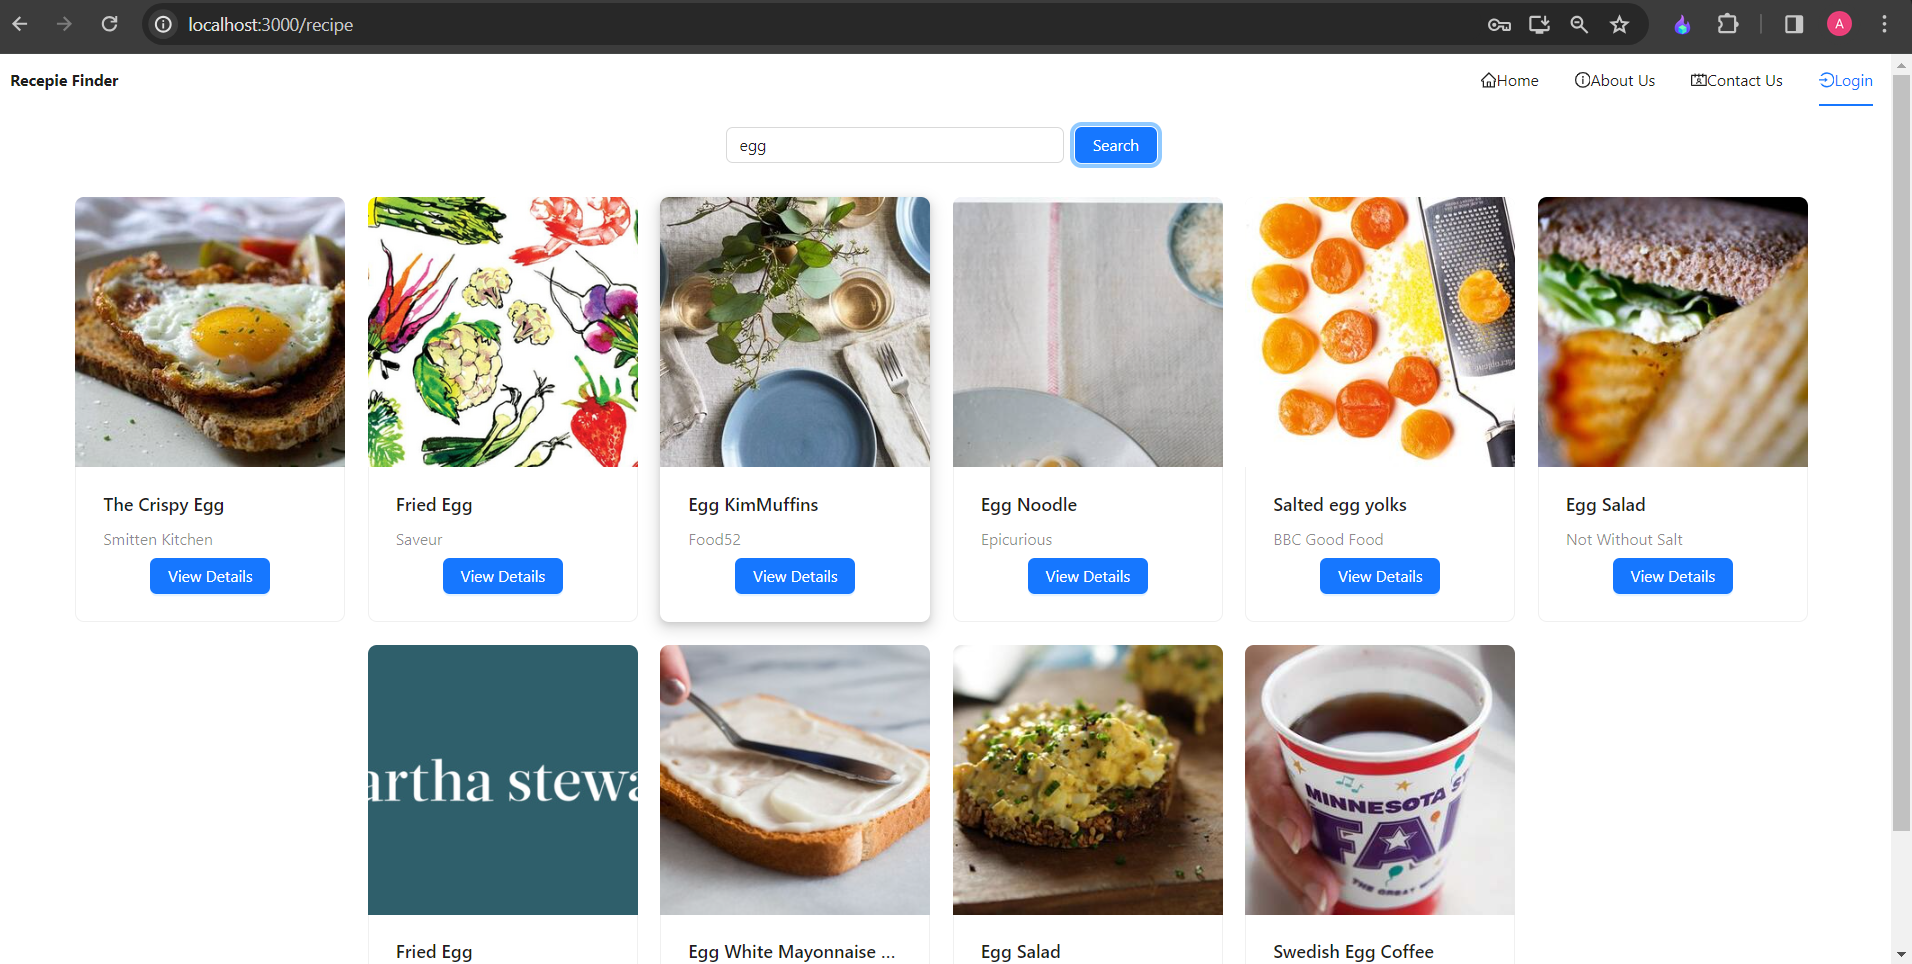 localhost:3000/recipe
A
Recepie Finder
Home
About Us
Contact Us
Login
egg
Search
The Crispy Egg
Smitten Kitchen
View Details
Fried Egg
Saveur
View Details
Egg KimMuffins
Food52
View Details
Egg Noodle
Epicurious
View Details
Salted egg yolks
BBC Good Food
View Details
Egg Salad
Not Without Salt
View Details
artha stewa
MINNESOTA ST
FAI
THE GREAT
Fried Egg
Egg White Mayonnaise ...
Egg Salad
Swedish Egg Coffee